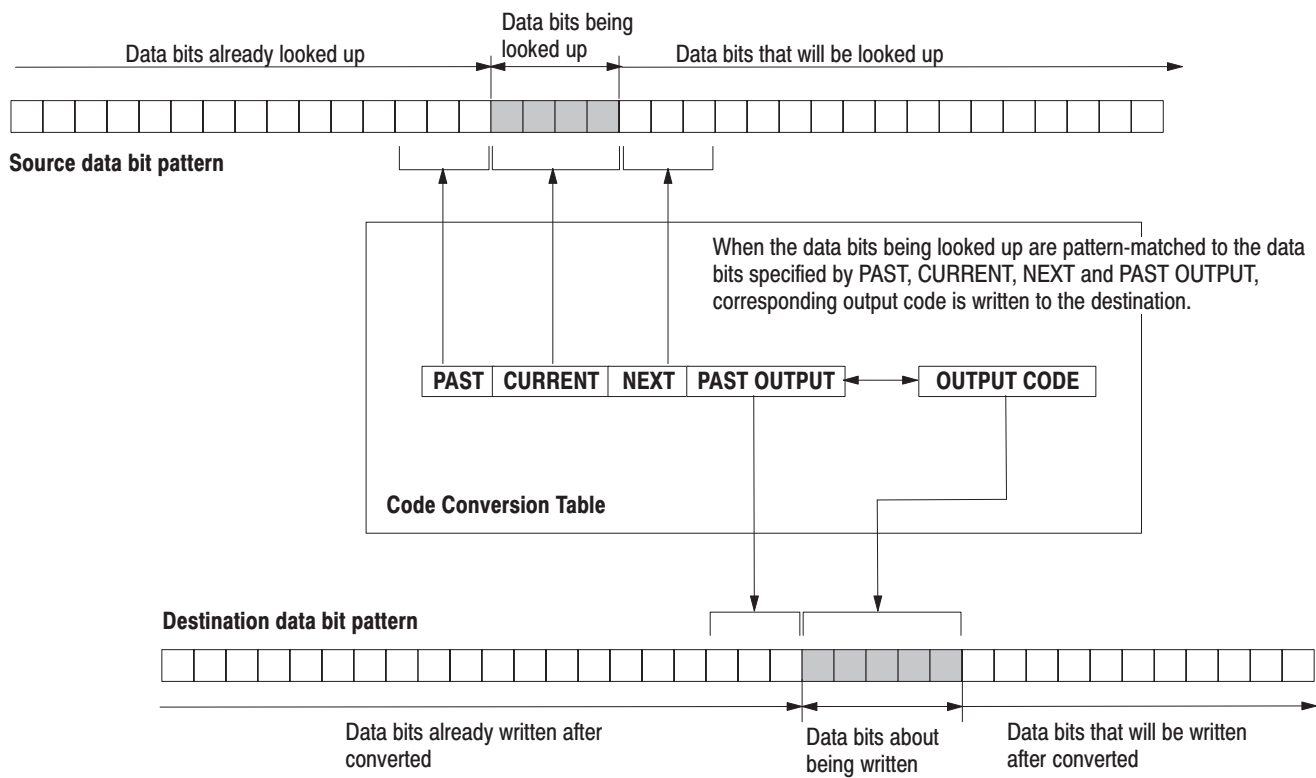 Data bits already looked up
Data bits being
looked up
Data bits that will be looked up
Source data bit pattern
When the data bits being looked up are pattern-matched to the data
bits specified by PAST, CURRENT, NEXT and PAST OUTPUT,
corresponding output code is written to the destination.
PAST CURRENT NEXT PAST OUTPUT OUTPUT CODE
Code Conversion Table
Destination data bit pattern
Data bits already written after
converted
Data bits about
being written
Data bits that will be written
after converted